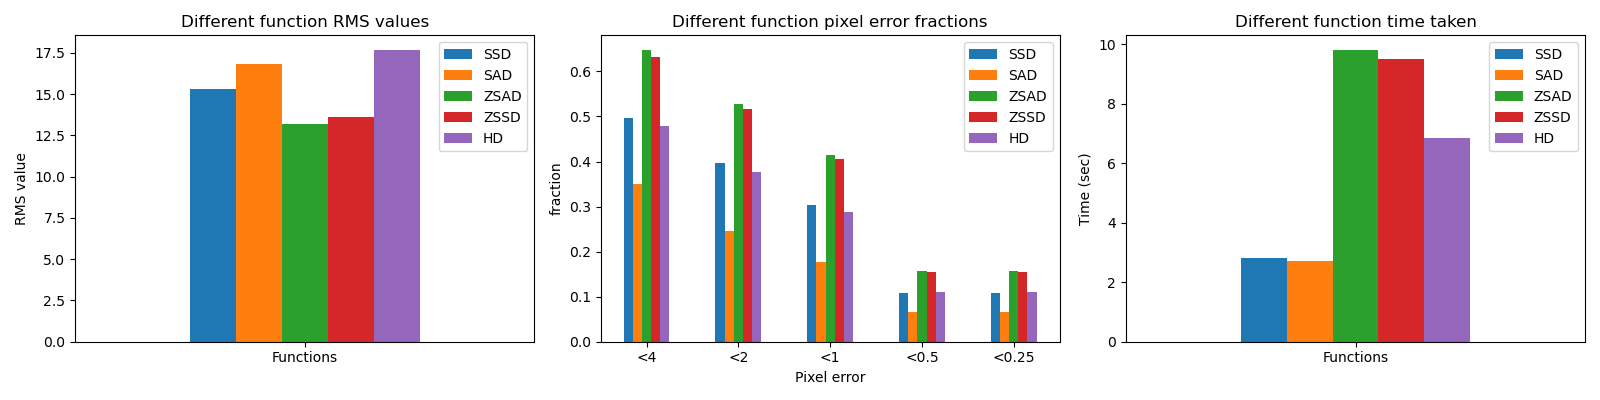 Different function RMS values
RMS value
17.5
15.0
12.5
10.0
7.5
5.0
2.5
0.0
Functions
SSD
SAD
ZSAD
ZSSD
HD
Different function pixel error fractions
fraction
0.6
0.5
0.4
0.3
0.2
0.1
0.0
<4
<2
<1
<0.5
<0.25
Pixel error
SSD
SAD
ZSAD
ZSSD
HD
Different function time taken
Time (sec)
10
8
6
4
2
0
Functions
SSD
SAD
ZSAD
ZSSD
HD